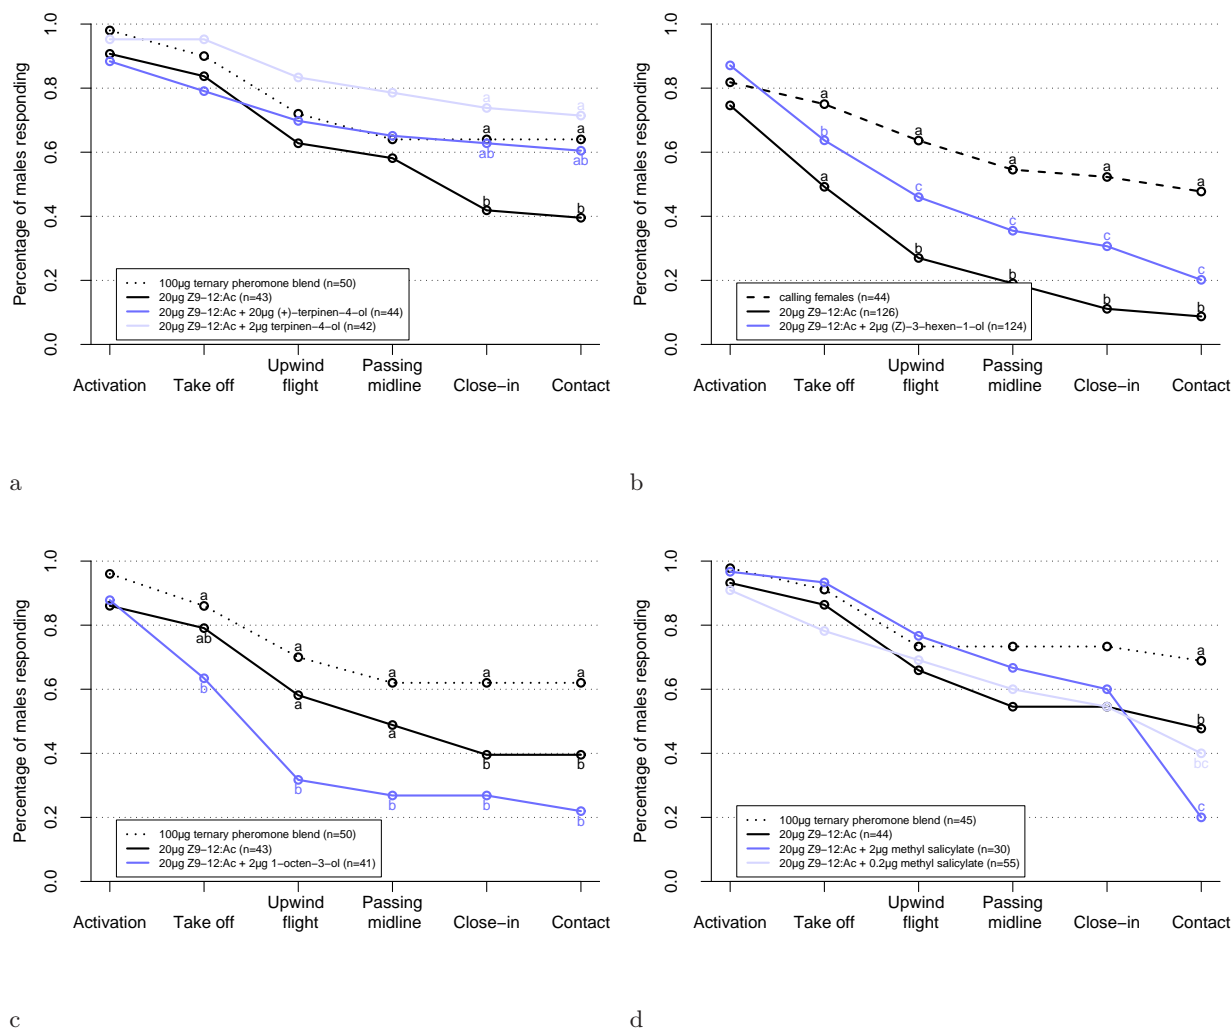 Percentage of males responding
1.0
0.8
0.6
0.4
0.2
0.0
a
a
a
a
ab
ab
b
b
100µg ternary pheromone blend (n=50)
20µg Z9−12:Ac (n=43)
20µg Z9−12:Ac + 20µg (+)−terpinen−4−ol (n=44)
20µg Z9−12:Ac + 2µg terpinen−4−ol (n=42)
Activation
Take off
Upwind
flight
Passing
midline
Close−in
Contact
a
Percentage of males responding
1.0
0.8
0.6
0.4
0.2
0.0
a
a
a
a
a
b
c
c
c
c
a
b
b
b
b
calling females (n=44)
20µg Z9−12:Ac (n=126)
20µg Z9−12:Ac + 2µg (Z)−3−hexen−1−ol (n=124)
Activation
Take off
Upwind
flight
Passing
midline
Close−in
Contact
b
Percentage of males responding
1.0
0.8
0.6
0.4
0.2
0.0
a
a
a
a
a
ab
a
a
b
b
b
b
b
b
b
100µg ternary pheromone blend (n=50)
20µg Z9−12:Ac (n=43)
20µg Z9−12:Ac + 2µg 1−octen−3−ol (n=41)
Activation
Take off
Upwind
flight
Passing
midline
Close−in
Contact
c
Percentage of males responding
1.0
0.8
0.6
0.4
0.2
0.0
a
b
bc
c
100µg ternary pheromone blend (n=45)
20µg Z9−12:Ac (n=44)
20µg Z9−12:Ac + 2µg methyl salicylate (n=30)
20µg Z9−12:Ac + 0.2µg methyl salicylate (n=55)
Activation
Take off
Upwind
flight
Passing
midline
Close−in
Contact
d